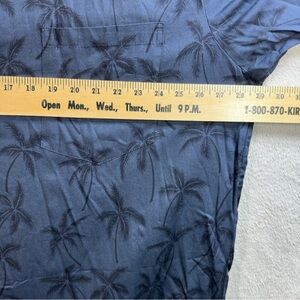 17 18 19 20 21 22 23 24 25 26 27 28 29 30
Open Mon., Wed., Thurs., Until 9 P.M. 1-800-870-KIR